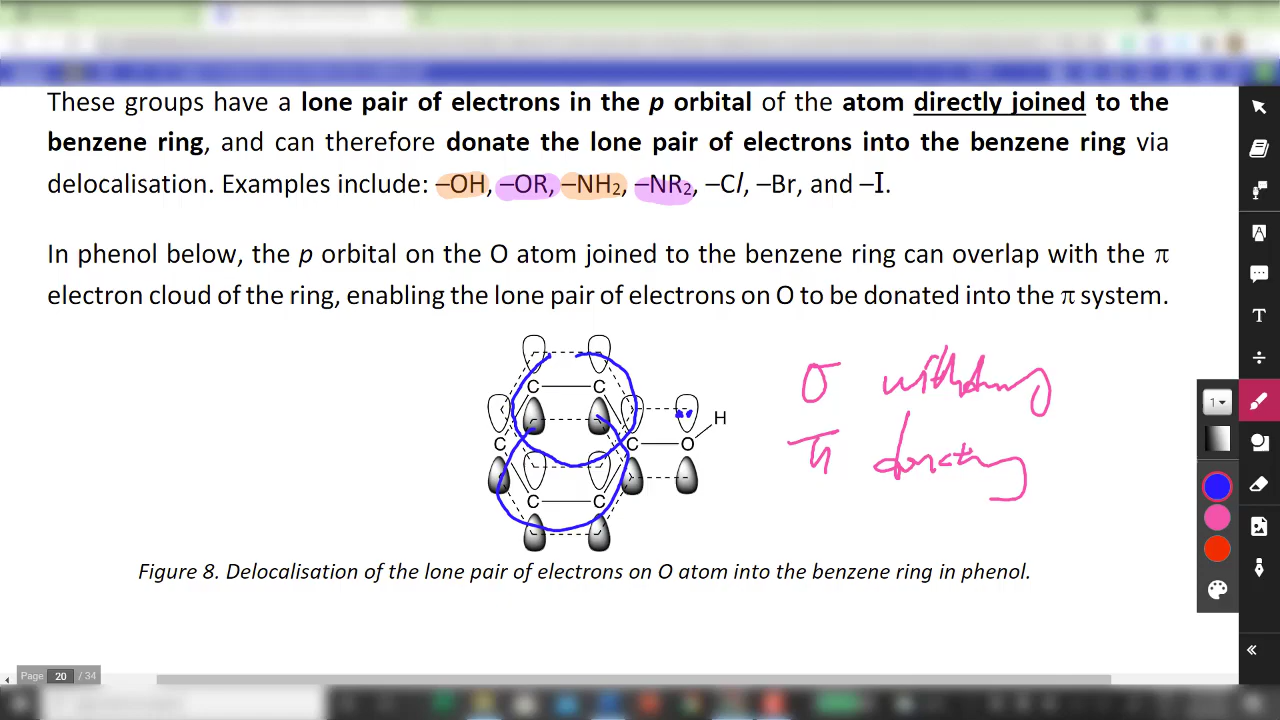 These groups have a lone pair of electrons in the p orbital of the atom directly joined to the
benzene ring, and can therefore donate the lone pair of electrons into the benzene ring via
delocalisation. Examples include: –OH, –OR, –NH₂, –NR₂, –Cl, –Br, and –I.
In phenol below, the p orbital on the O atom joined to the benzene ring can overlap with the π
electron cloud of the ring, enabling the lone pair of electrons on O to be donated into the π system.
C C
H
C C O
C C
σ withdrawing
π donating
Figure 8. Delocalisation of the lone pair of electrons on O atom into the benzene ring in phenol.
T
1
Page 20 / 34